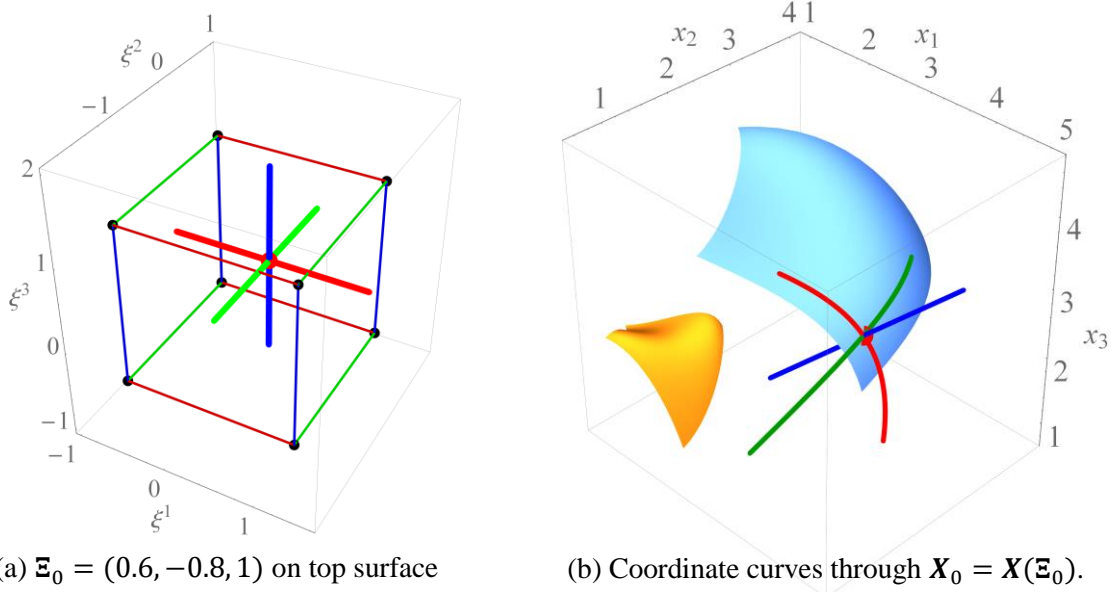 1
ξ²
0
−1
2
1
ξ³
0
−1
−1
0
ξ¹
1
4 1
x₂
3
2
1
2
x₁
3
4
5
4
3
x₃
2
1
a) Ξ₀ = (0.6, −0.8, 1) on top surface
(b) Coordinate curves through X₀ = X(Ξ₀).